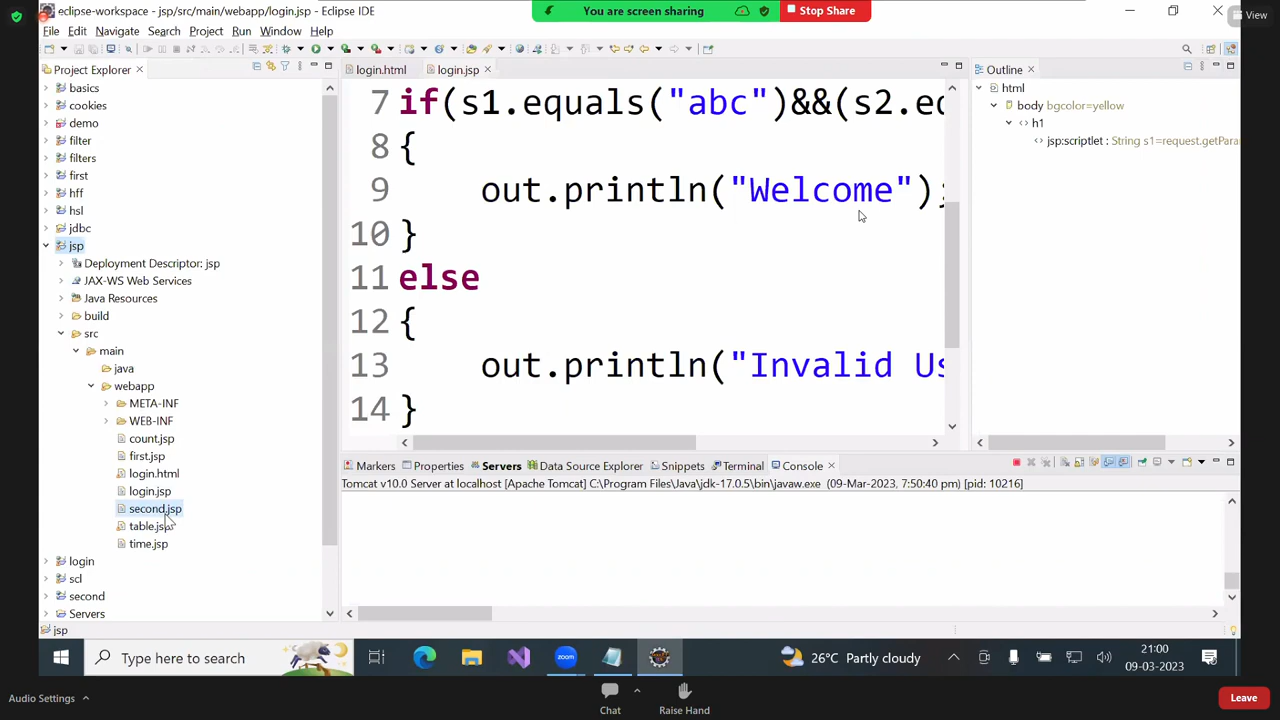 eclipse-workspace - jsp/src/main/webapp/login.jsp - Eclipse IDE
You are screen sharing
Stop Share
View
File Edit Navigate Search Project Run Window Help
Project Explorer
login.html
login.jsp
Outline
basics
cookies
demo
filter
filters
first
hff
hsl
jdbc
jsp
Deployment Descriptor: jsp
JAX-WS Web Services
Java Resources
build
src
main
java
webapp
META-INF
WEB-INF
count.jsp
first.jsp
login.html
login.jsp
second.jsp
table.jsp
time.jsp
login
scl
second
Servers
7 if(s1.equals("abc")&&(s2.eq
8 {
9 out.println("Welcome");
10 }
11 else
12 {
13 out.println("Invalid Us
14 }
html
body bgcolor=yellow
h1
jsp:scriptlet : String s1=request.getPara
Markers Properties Servers Data Source Explorer Snippets Terminal Console
Tomcat v10.0 Server at localhost [Apache Tomcat] C:\Program Files\Java\jdk-17.0.5\bin\javaw.exe (09-Mar-2023, 7:50:40 pm) [pid: 10216]
jsp
Type here to search
zoom
26°C Partly cloudy
21:00
09-03-2023
Audio Settings
Chat
Raise Hand
Leave